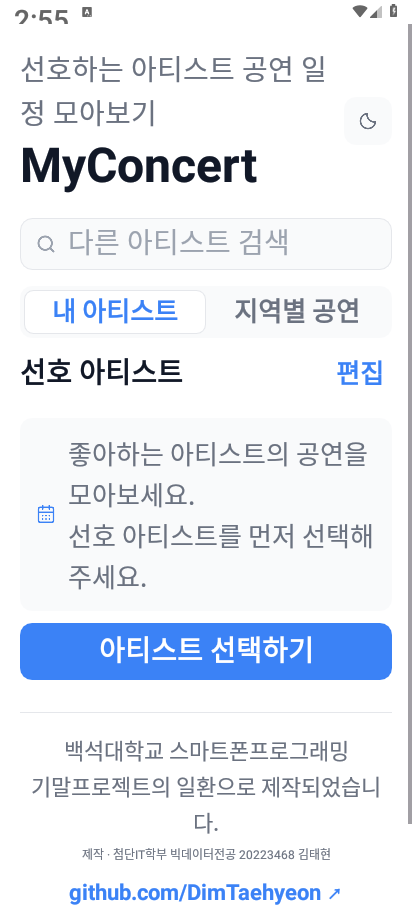 2:55
선호하는 아티스트 공연 일
정 모아보기
MyConcert
다른 아티스트 검색
내 아티스트
지역별 공연
선호 아티스트
편집
좋아하는 아티스트의 공연을
모아보세요.
선호 아티스트를 먼저 선택해
주세요.
아티스트 선택하기
백석대학교 스마트폰프로그래밍
기말프로젝트의 일환으로 제작되었습니
다.
제작 · 첨단IT학부 빅데이터전공 20223468 김태현
github.com/DimTaehyeon ↗